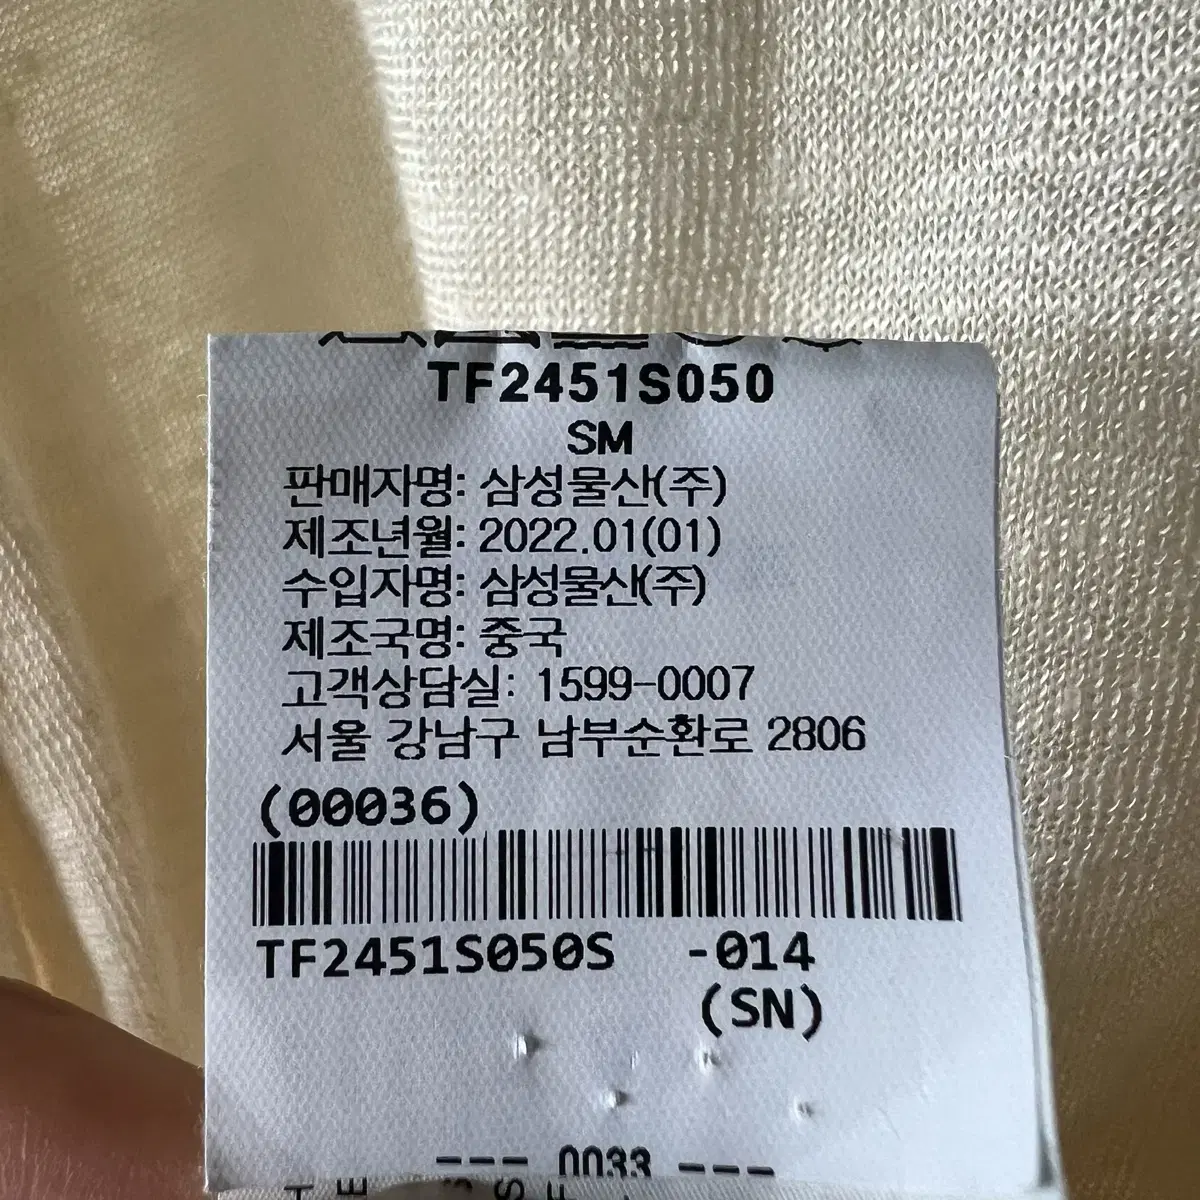 TF2451S050
SM
판매자명: 삼성물산(주)
제조년월: 2022.01(01)
수입자명: 삼성물산(주)
제조국명: 중국
고객상담실: 1599-0007
서울 강남구 남부순환로 2806
(00036)
TF2451S050S -014
(SN)
--- 0033 ---